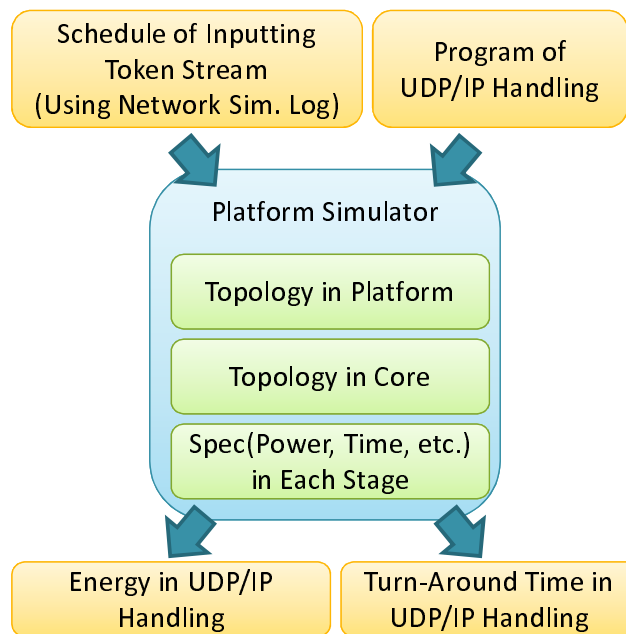 Schedule of Inputting
Token Stream
(Using Network Sim. Log)
Program of
UDP/IP Handling
Platform Simulator
Topology in Platform
Topology in Core
Spec(Power, Time, etc.)
in Each Stage
Energy in UDP/IP
Handling
Turn-Around Time in
UDP/IP Handling